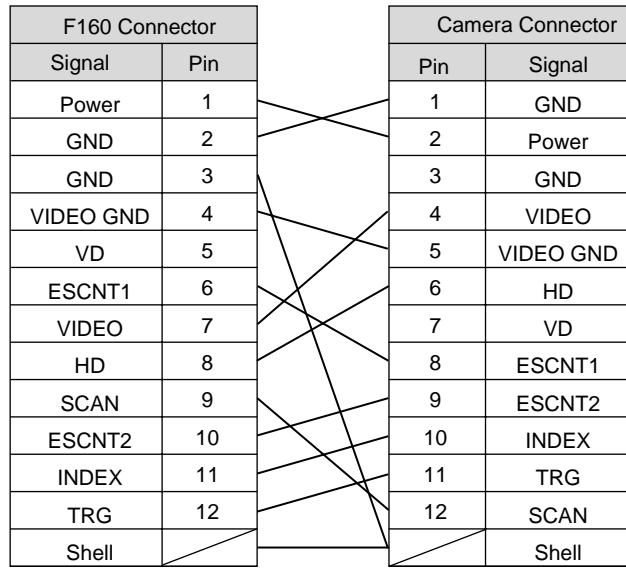 F160 Connector Camera Connector
Signal Pin Pin Signal
Power 1 1 GND
GND 2 2 Power
GND 3 3 GND
VIDEO GND 4 4 VIDEO
VD 5 5 VIDEO GND
ESCNT1 6 6 HD
VIDEO 7 7 VD
HD 8 8 ESCNT1
SCAN 9 9 ESCNT2
ESCNT2 10 10 INDEX
INDEX 11 11 TRG
TRG 12 12 SCAN
Shell Shell